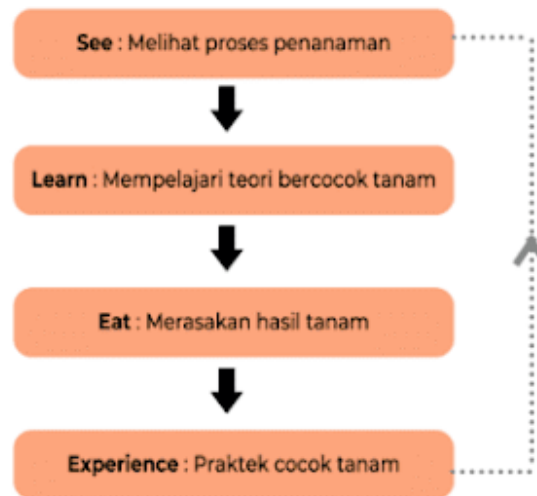 See : Melihat proses penanaman
Learn : Mempelajari teori bercocok tanam
Eat : Merasakan hasil tanam
Experience : Praktek cocok tanam